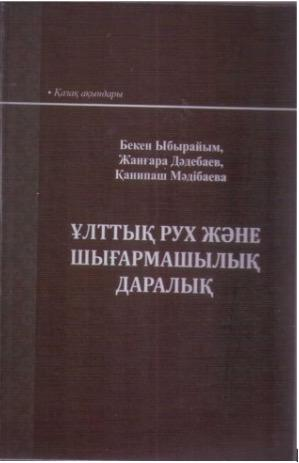 • Қазақ ақындары
Бекен Ыбырайым,
Жанғара Дәдебаев,
Қанипаш Мәдібаева
ҰЛТТЫҚ РУХ ЖӘНЕ
ШЫҒАРМАШЫЛЫҚ
ДАРАЛЫҚ